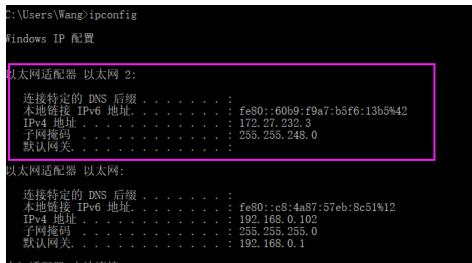 C:\Users\Wang>ipconfig
Windows IP 配置
以太网适配器 以太网 2:
连接特定的 DNS 后缀 . . . . . . . :
本地链接 IPv6 地址. . . . . . . . : fe80::60b9:f9a7:b5f6:13b5%42
IPv4 地址 . . . . . . . . . . . . : 172.27.232.3
子网掩码 . . . . . . . . . . . . : 255.255.248.0
默认网关. . . . . . . . . . . . . :
以太网适配器 以太网:
连接特定的 DNS 后缀 . . . . . . . :
本地链接 IPv6 地址. . . . . . . . : fe80::c8:4a87:57eb:8c51%12
IPv4 地址 . . . . . . . . . . . . : 192.168.0.102
子网掩码 . . . . . . . . . . . . : 255.255.255.0
默认网关. . . . . . . . . . . . . : 192.168.0.1